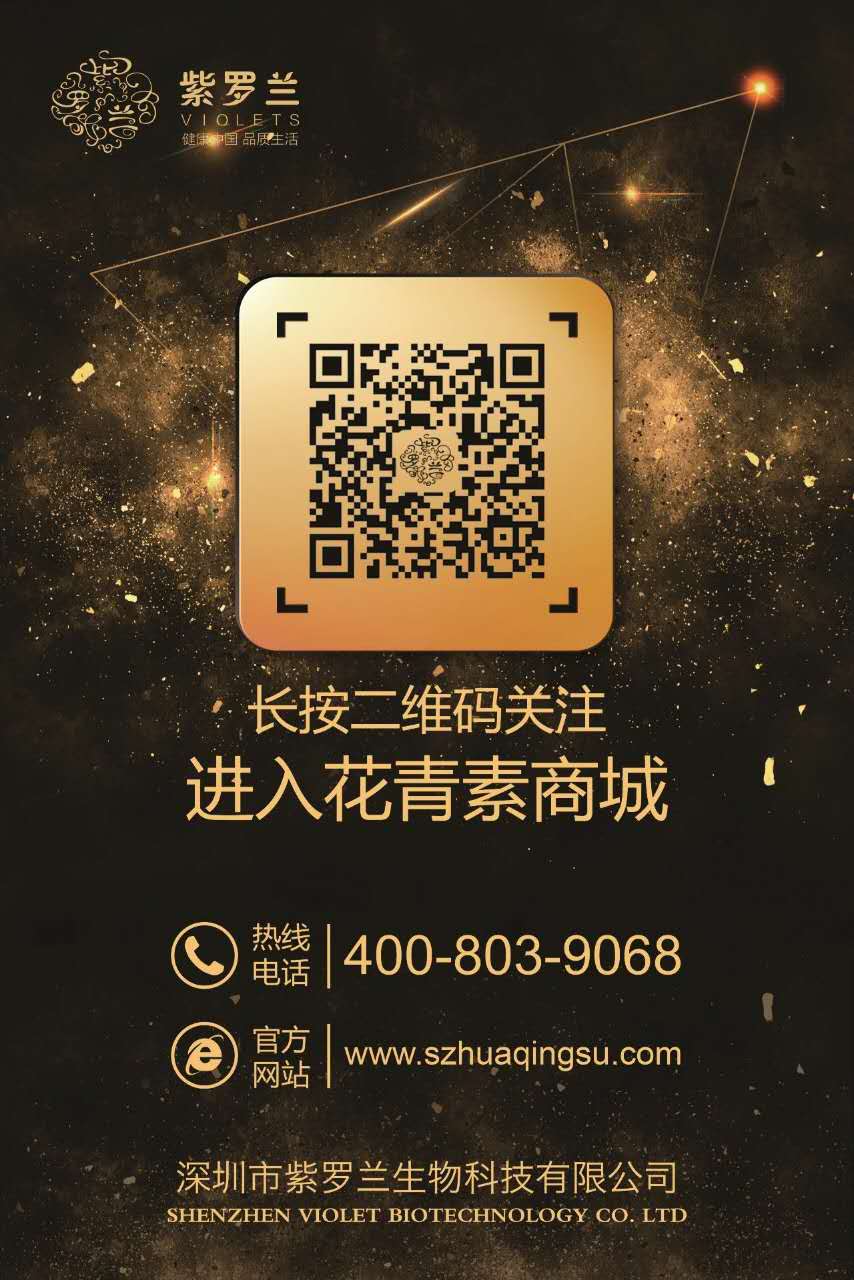 紫罗兰
VIOLETS
健康中国 品质生活
紫罗兰
长按二维码关注
进入花青素商城
热线电话
400-803-9068
官方网站
www.szhuaqingsu.com
深圳市紫罗兰生物科技有限公司
SHENZHEN VIOLET BIOTECHNOLOGY CO. LTD